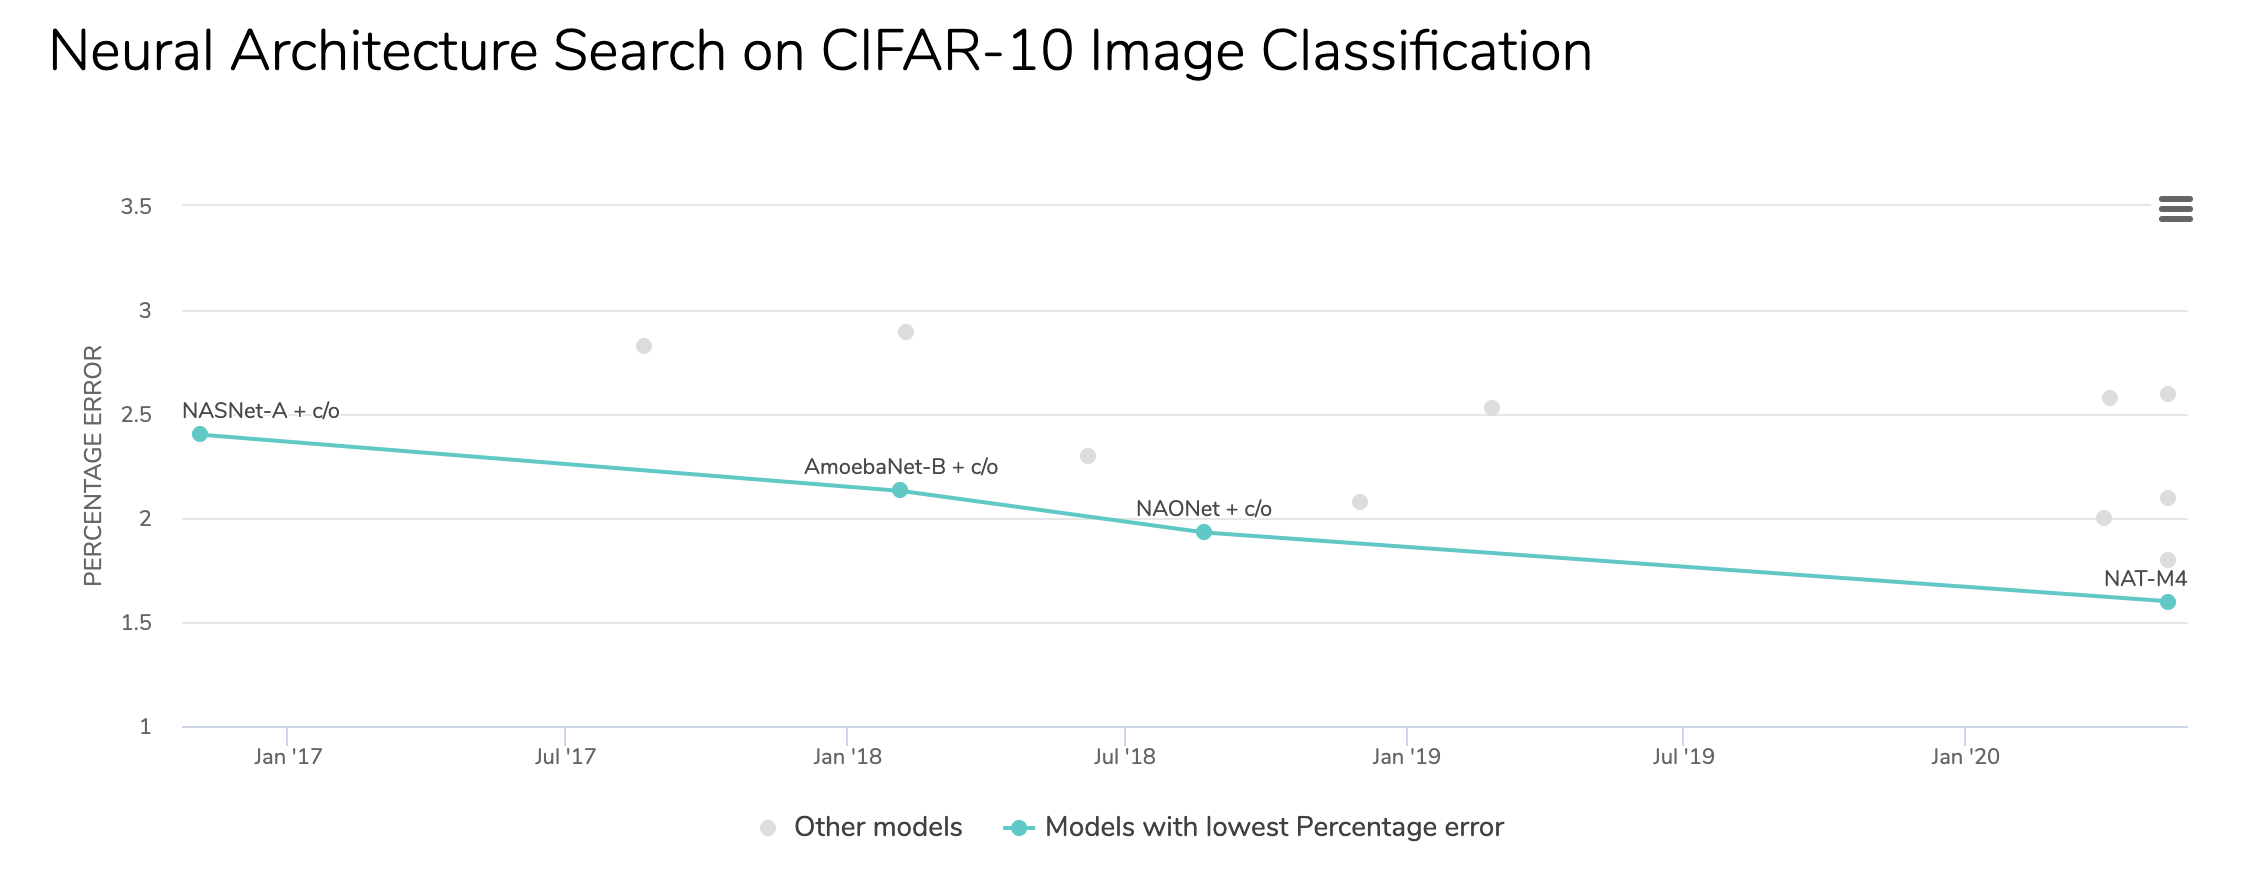 Neural Architecture Search on CIFAR-10 Image Classification
PERCENTAGE ERROR
3.5
3
2.5
2
1.5
1
NASNet-A + c/o
AmoebaNet-B + c/o
NAONet + c/o
NAT-M4
Jan '17 Jul '17 Jan '18 Jul '18 Jan '19 Jul '19 Jan '20
Other models Models with lowest Percentage error